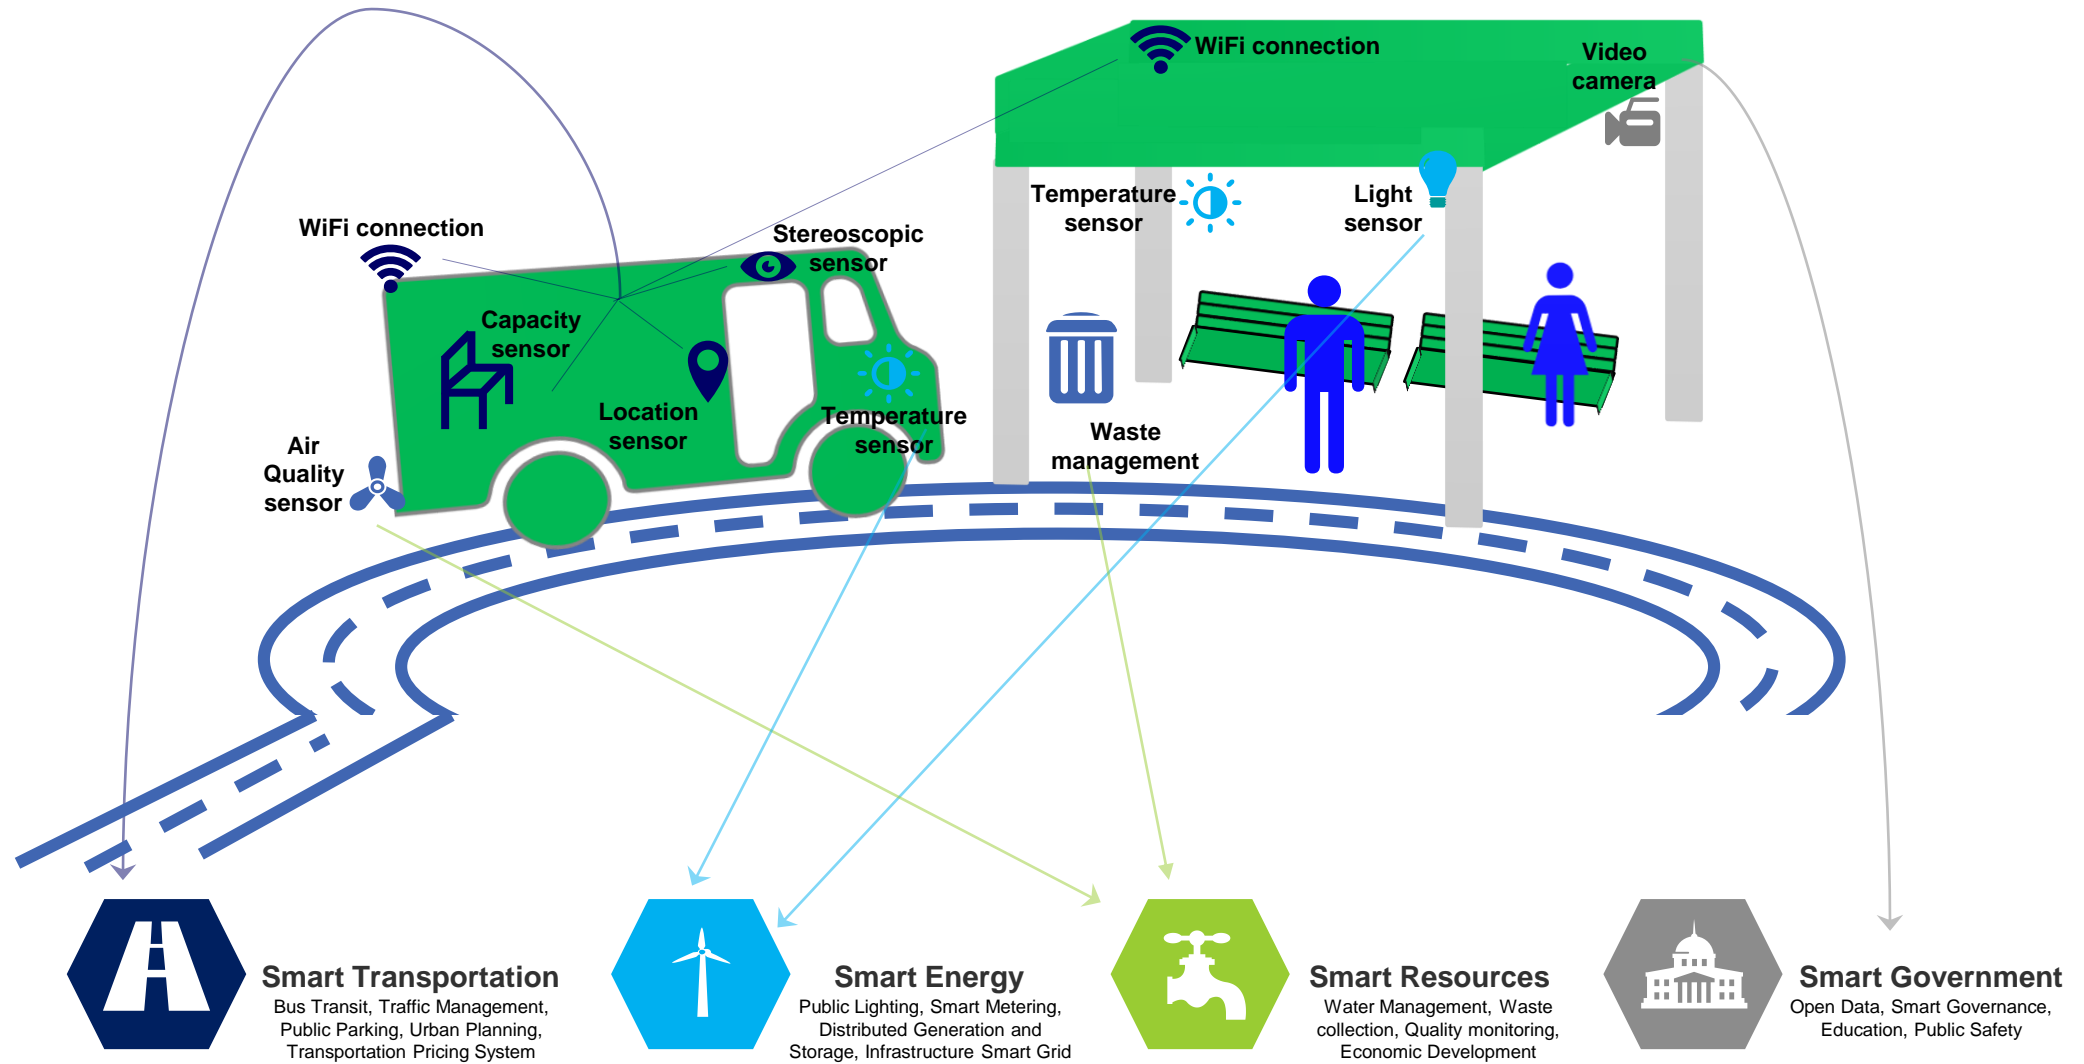 WiFi connection
Video
camera
Temperature
sensor
Light
sensor
WiFi connection
Stereoscopic
sensor
Capacity
sensor
Location
sensor
Temperature
sensor
Air
Quality
sensor
Waste
management
Smart Transportation
Bus Transit, Traffic Management,
Public Parking, Urban Planning,
Transportation Pricing System
Smart Energy
Public Lighting, Smart Metering,
Distributed Generation and
Storage, Infrastructure Smart Grid
Smart Resources
Water Management, Waste
collection, Quality monitoring,
Economic Development
Smart Government
Open Data, Smart Governance,
Education, Public Safety